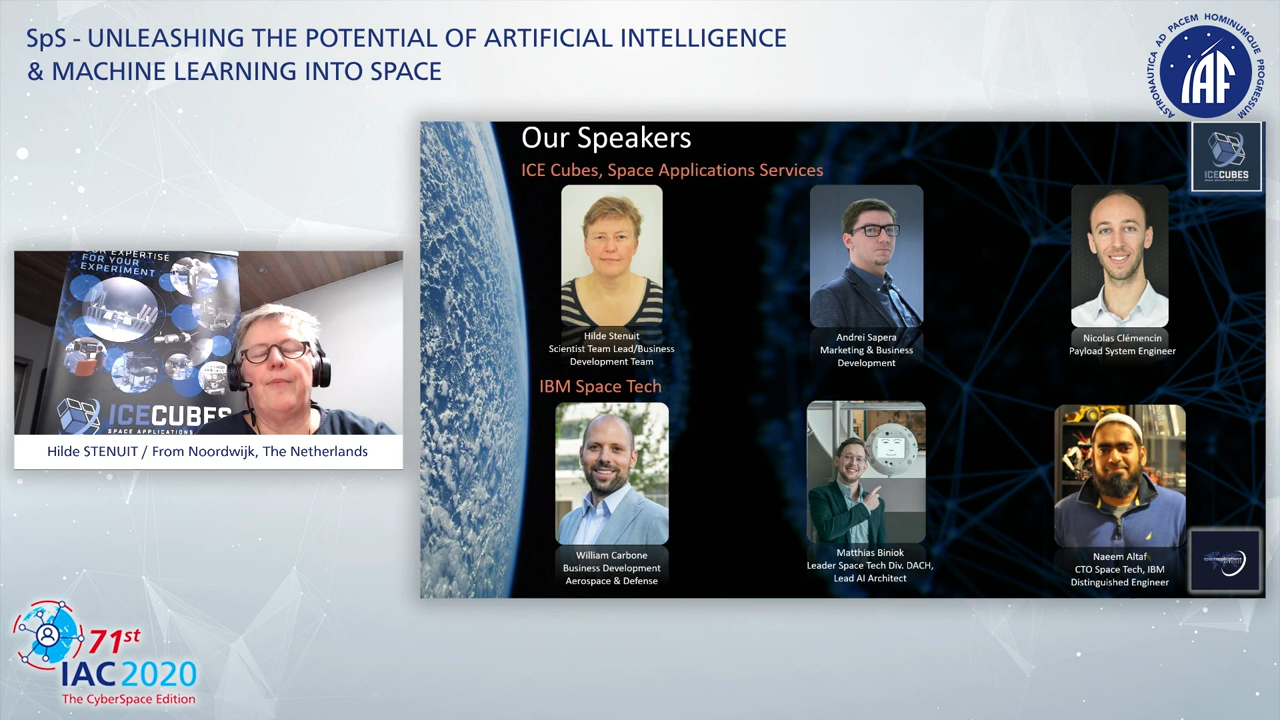 SpS - UNLEASHING THE POTENTIAL OF ARTIFICIAL INTELLIGENCE
& MACHINE LEARNING INTO SPACE
ASTRONAUTICA AD PACEM HOMINUMQUE PROGRESSUM
IAF
Our Speakers
ICE Cubes, Space Applications Services
ICECUBES
SPACE APPLICATIONS SERVICES
Hilde Stenuit
Scientist Team Lead/Business
Development Team
Andrei Sapera
Marketing & Business
Development
Nicolas Clémencin
Payload System Engineer
IBM Space Tech
William Carbone
Business Development
Aerospace & Defense
Matthias Biniok
Leader Space Tech Div. DACH,
Lead AI Architect
Naeem Altaf
CTO Space Tech, IBM
Distinguished Engineer
OUR EXPERTISE
FOR YOUR
EXPERIMENT
ICECUBES
SPACE APPLICATIONS
Hilde STENUIT / From Noordwijk, The Netherlands
71st
IAC 2020
The CyberSpace Edition